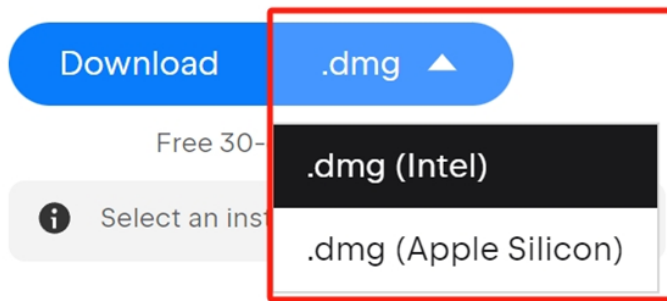 Download .dmg
Free 30-
.dmg (Intel)
Select an inst
.dmg (Apple Silicon)